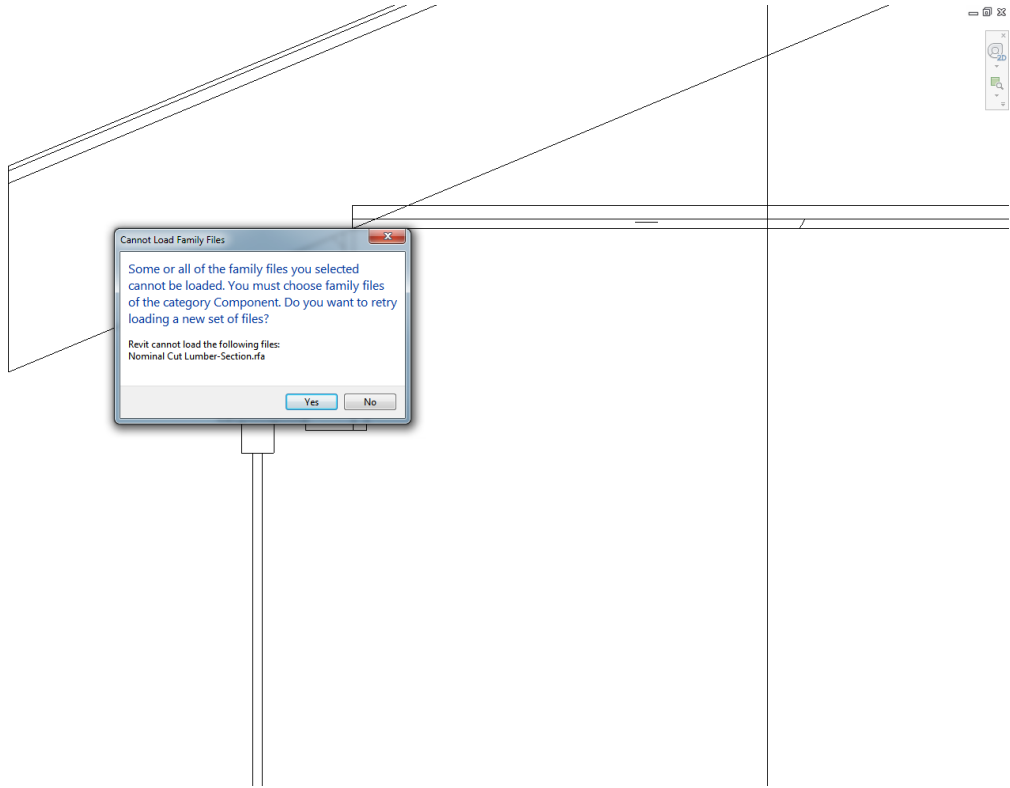 2D
Cannot Load Family Files
Some or all of the family files you selected
cannot be loaded. You must choose family files
of the category Component. Do you want to retry
loading a new set of files?
Revit cannot load the following files:
Nominal Cut Lumber-Section.rfa
Yes
No